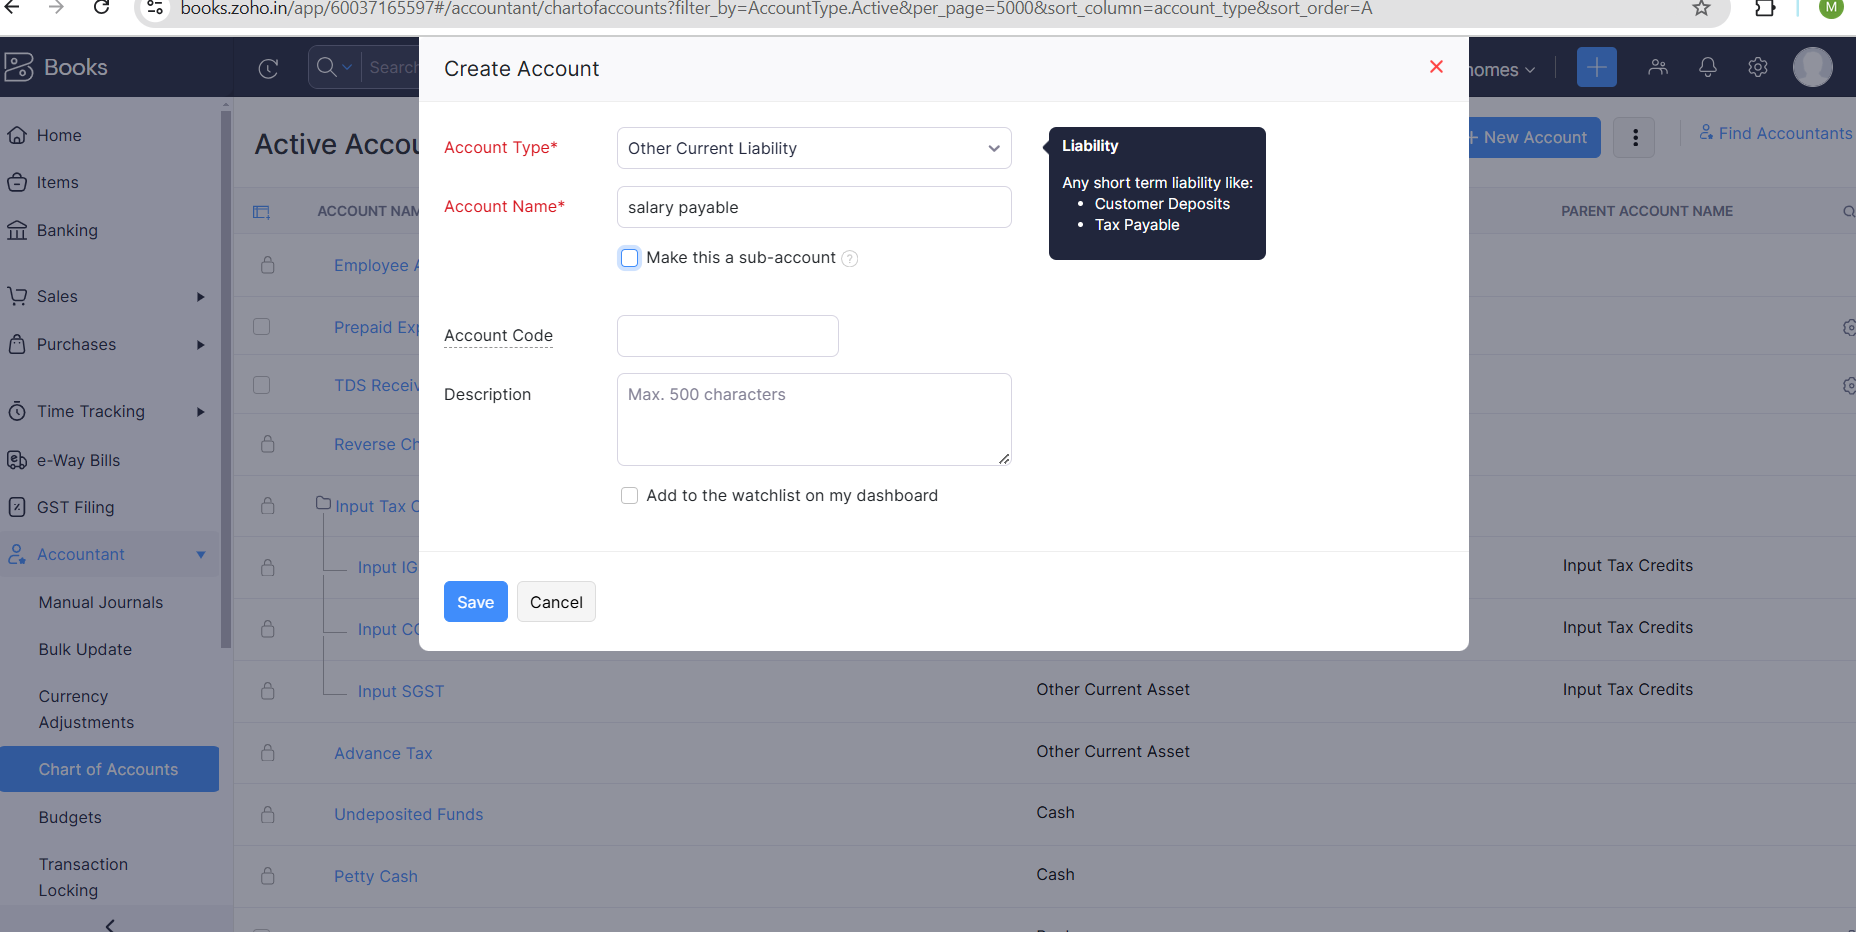 books.zoho.in/app/60037165597#/accountant/chartofaccounts?filter_by=AccountType.Active&per_page=5000&sort_column=account_type&sort_order=A
M
Books
Search
Create Account
homes
Home
Items
Banking
Sales
Purchases
Time Tracking
e-Way Bills
GST Filing
Accountant
Manual Journals
Bulk Update
Currency
Adjustments
Chart of Accounts
Budgets
Transaction
Locking
Active Accou
New Account
Find Accountants
ACCOUNT NAM
PARENT ACCOUNT NAME
Account Type*
Other Current Liability
Account Name*
salary payable
Make this a sub-account ?
Account Code
Description
Max. 500 characters
Add to the watchlist on my dashboard
Save
Cancel
Liability
Any short term liability like:
• Customer Deposits
• Tax Payable
Employee A
Prepaid Exp
TDS Receiv
Reverse Ch
Input Tax C
Input IG
Input Tax Credits
Input CG
Input Tax Credits
Input SGST
Other Current Asset
Input Tax Credits
Advance Tax
Other Current Asset
Undeposited Funds
Cash
Petty Cash
Cash